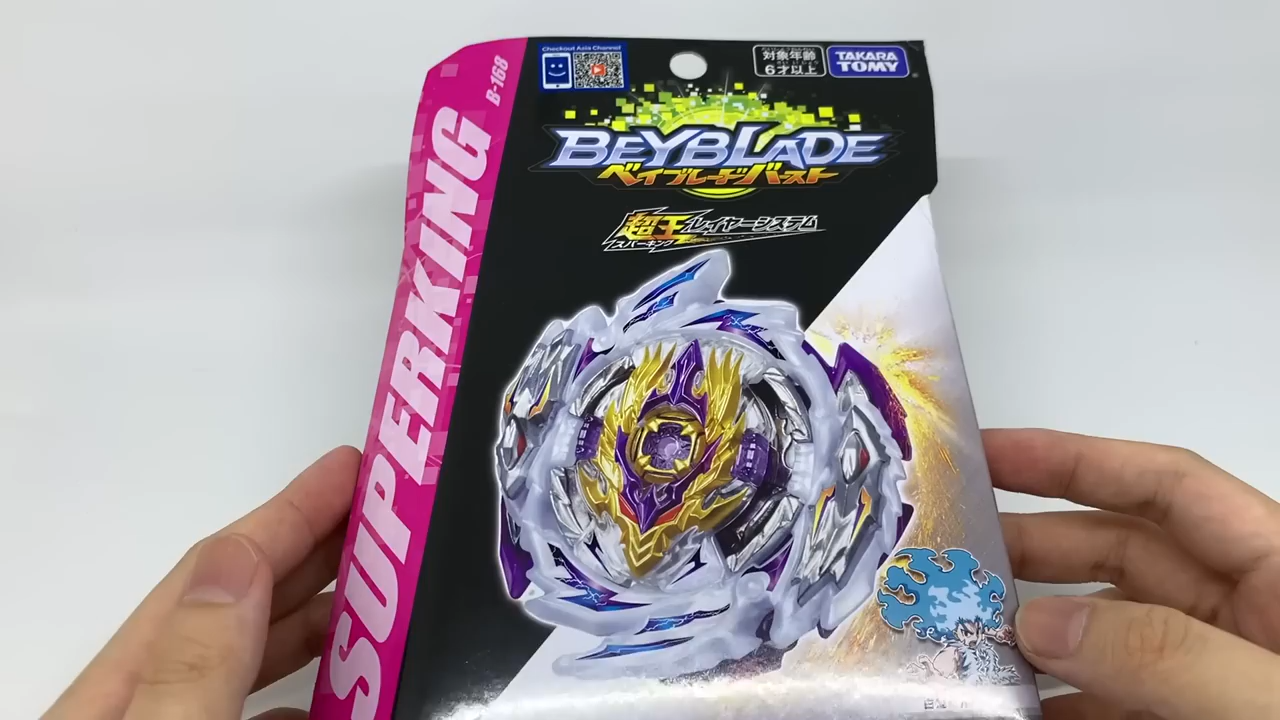 SUPERKING
B-168
Checkout Asia Channel
対象年齢
6才以上
TAKARA
TOMY
BEYBLADE
ベイブレードバースト
超王レイヤーシステム
スパーキング